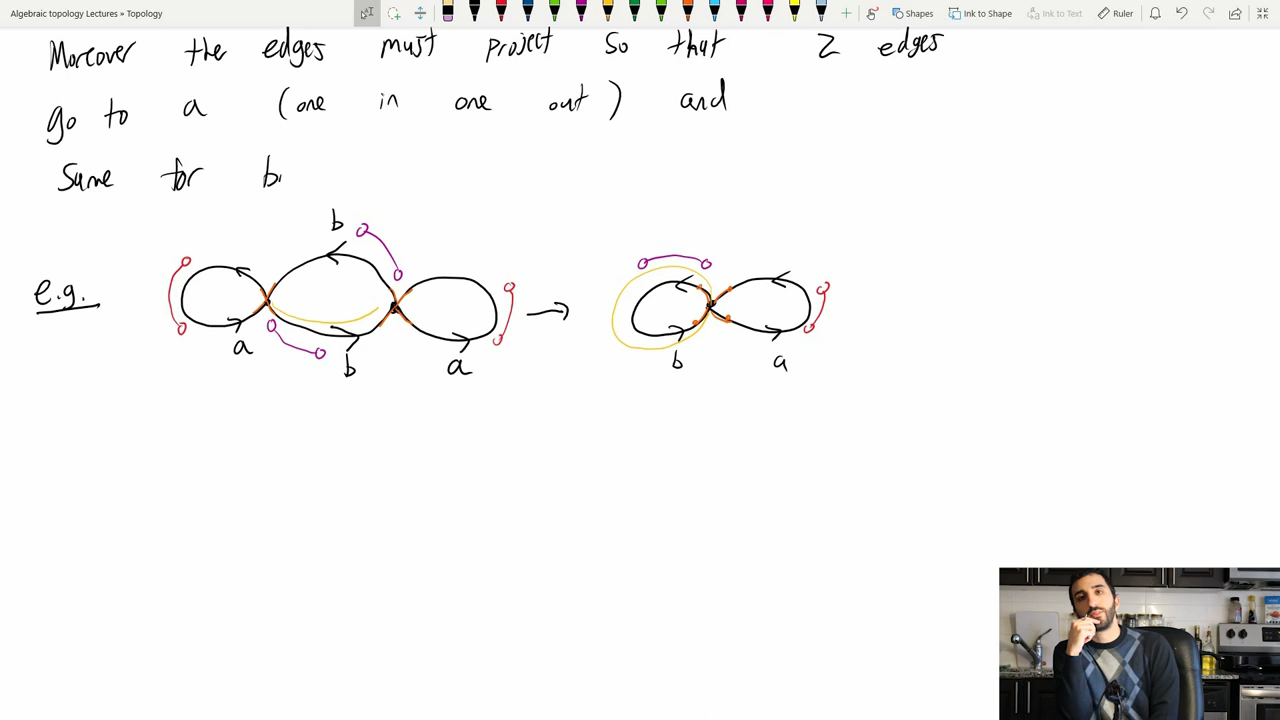 Algebraic topology Lectures - Topology
Shapes Ink to Shape Ink to Text Ruler
Moreover the edges must project so that 2 edges
go to a (one in one out) and
Same for b.
b
e.g.
a b a b a